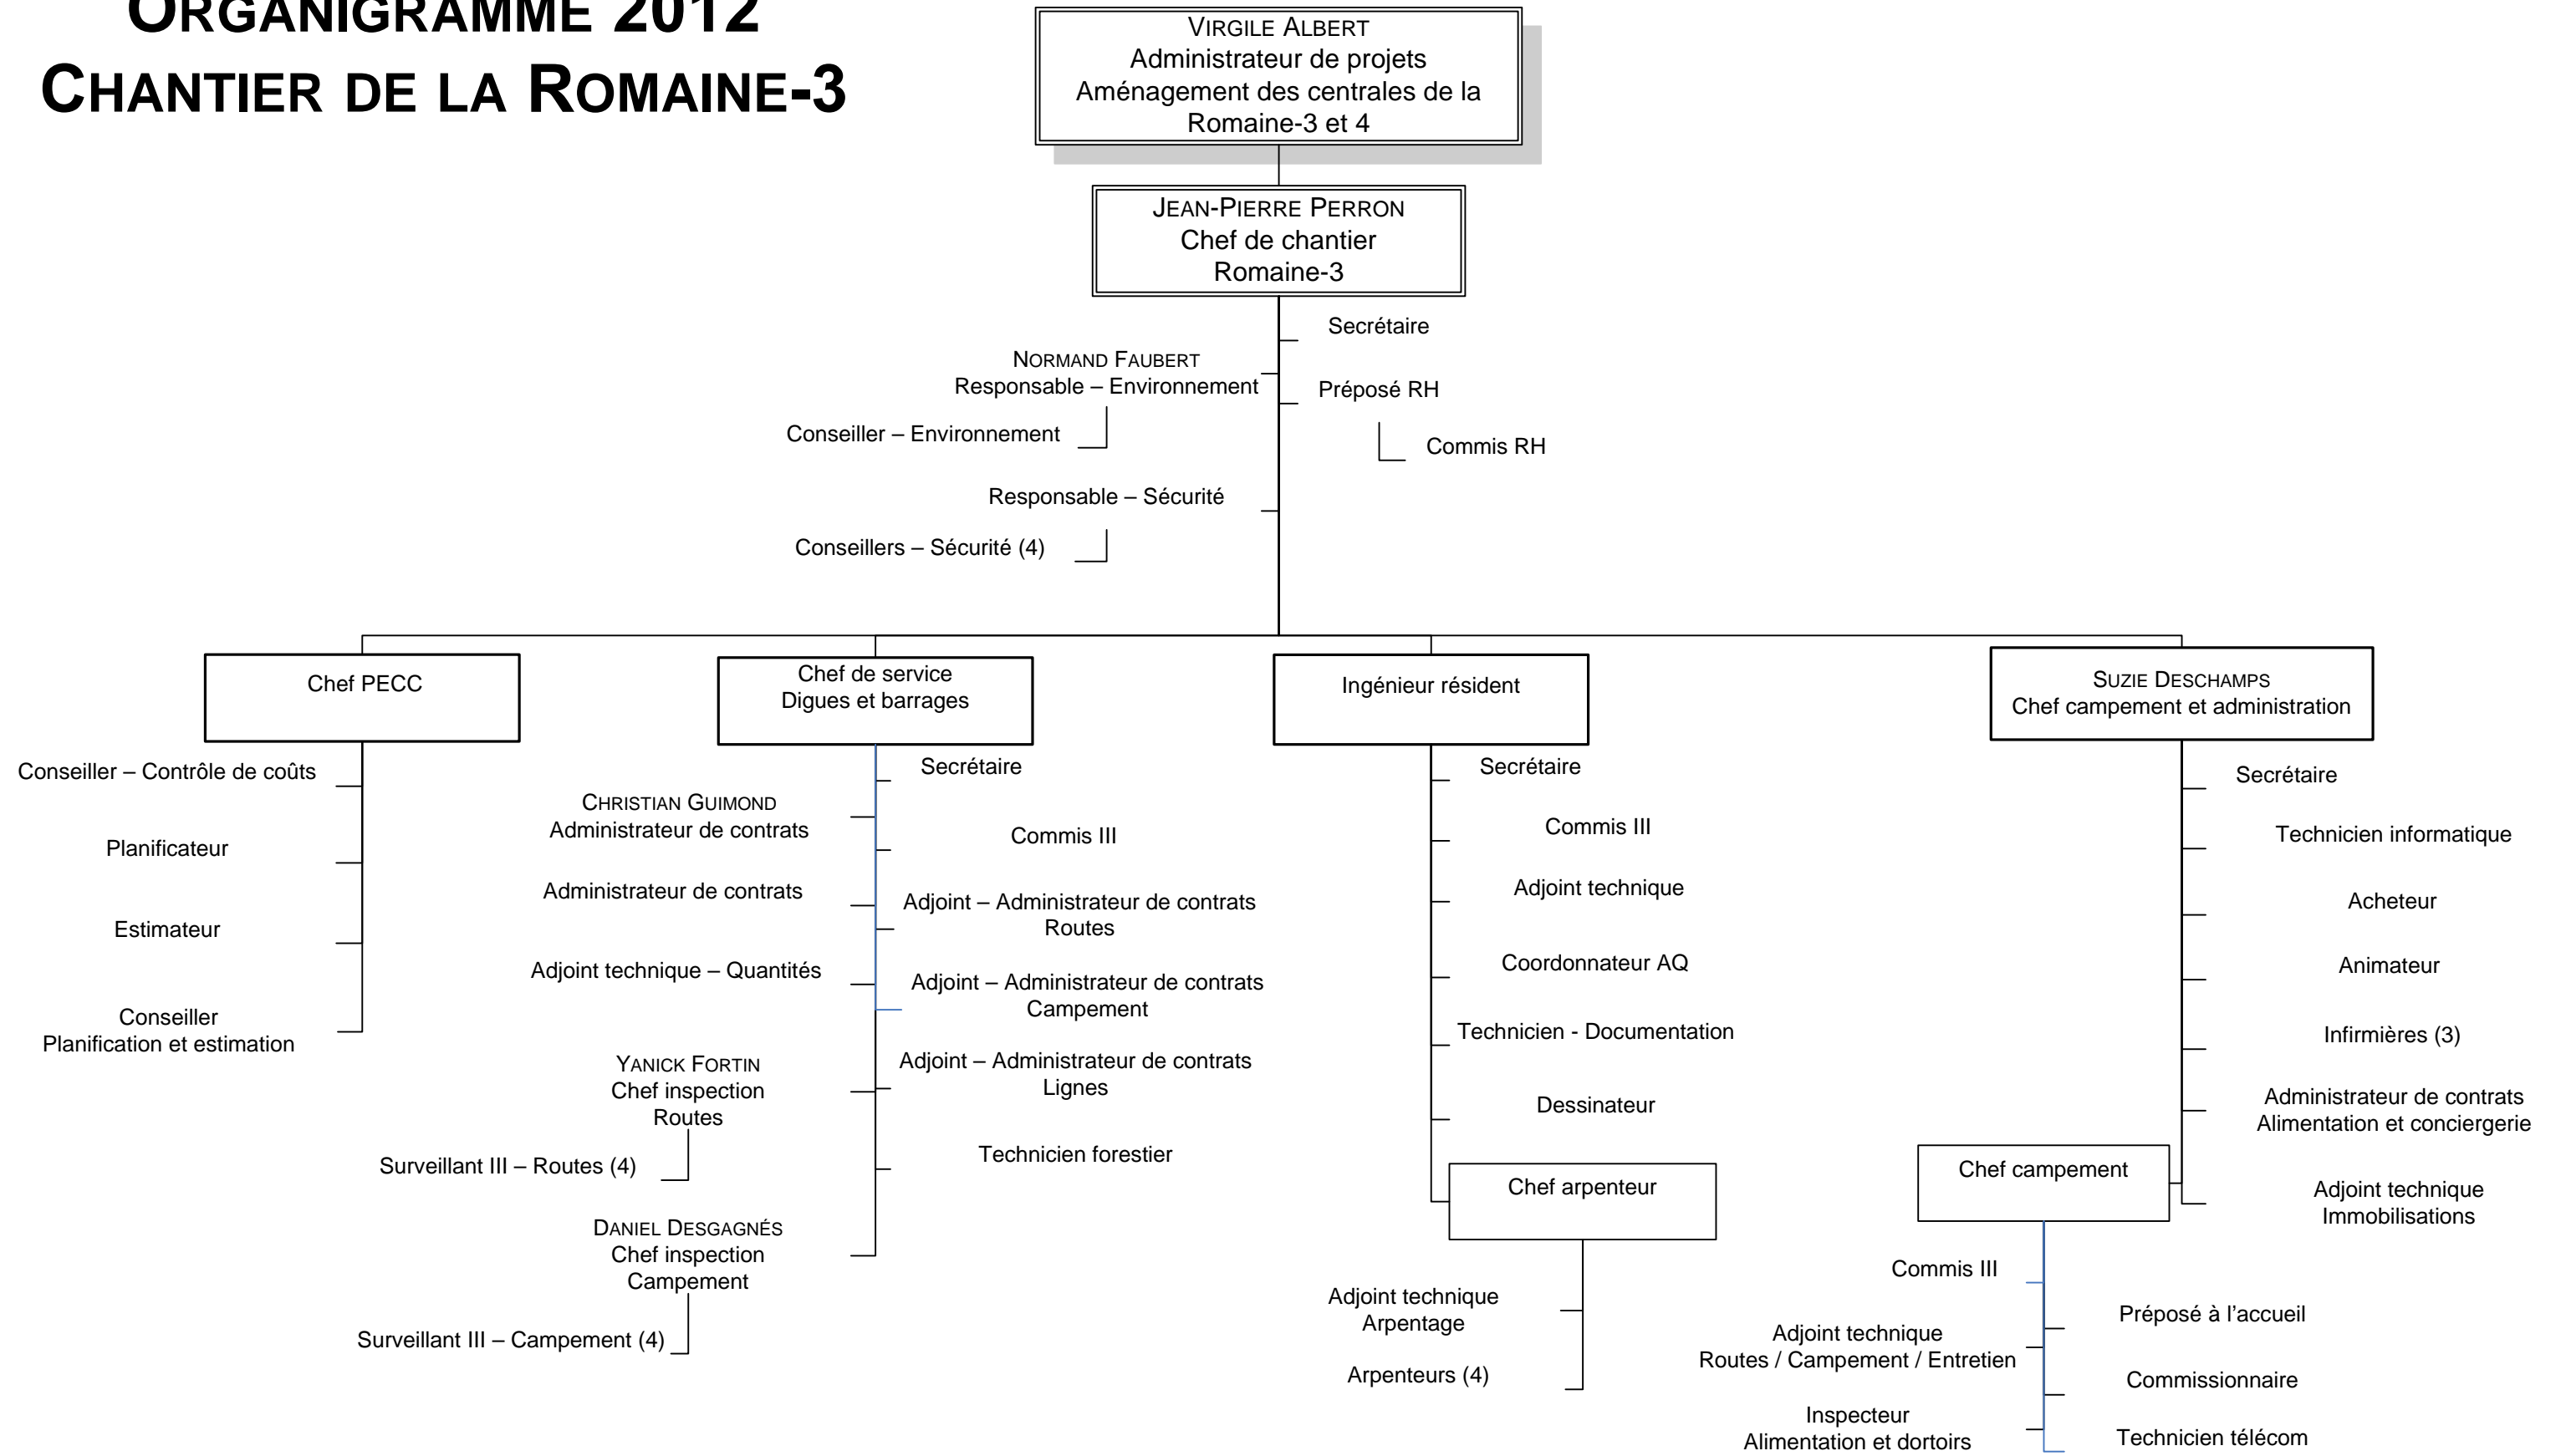 ORGANIGRAMME 2012
CHANTIER DE LA ROMAINE-3
VIRGILE ALBERT
Administrateur de projets
Aménagement des centrales de la
Romaine-3 et 4
JEAN-PIERRE PERRON
Chef de chantier
Romaine-3
Secrétaire
NORMAND FAUBERT
Responsable – Environnement
Préposé RH
Conseiller – Environnement
Commis RH
Responsable – Sécurité
Conseillers – Sécurité (4)
Chef PECC
Conseiller – Contrôle de coûts
Planificateur
Estimateur
Conseiller
Planification et estimation
Chef de service
Digues et barrages
Secrétaire
CHRISTIAN GUIMOND
Administrateur de contrats
Commis III
Administrateur de contrats
Adjoint – Administrateur de contrats
Routes
Adjoint technique – Quantités
Adjoint – Administrateur de contrats
Campement
YANICK FORTIN
Chef inspection
Routes
Adjoint – Administrateur de contrats
Lignes
Surveillant III – Routes (4)
Technicien forestier
DANIEL DESGAGNÉS
Chef inspection
Campement
Surveillant III – Campement (4)
Ingénieur résident
Secrétaire
Commis III
Adjoint technique
Coordonnateur AQ
Technicien - Documentation
Dessinateur
Chef arpenteur
Adjoint technique
Arpentage
Arpenteurs (4)
SUZIE DESCHAMPS
Chef campement et administration
Secrétaire
Technicien informatique
Acheteur
Animateur
Infirmières (3)
Administrateur de contrats
Alimentation et conciergerie
Adjoint technique
Immobilisations
Chef campement
Commis III
Préposé à l’accueil
Adjoint technique
Routes / Campement / Entretien
Commissionnaire
Inspecteur
Alimentation et dortoirs
Technicien télécom